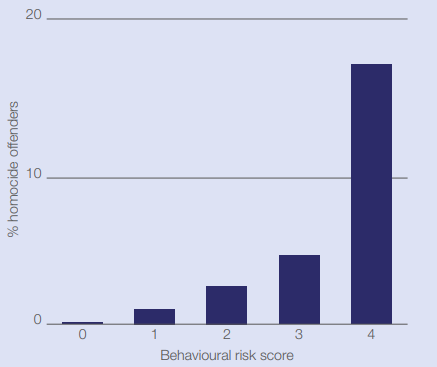 20
10
0
% homocide offenders
0 1 2 3 4
Behavioural risk score